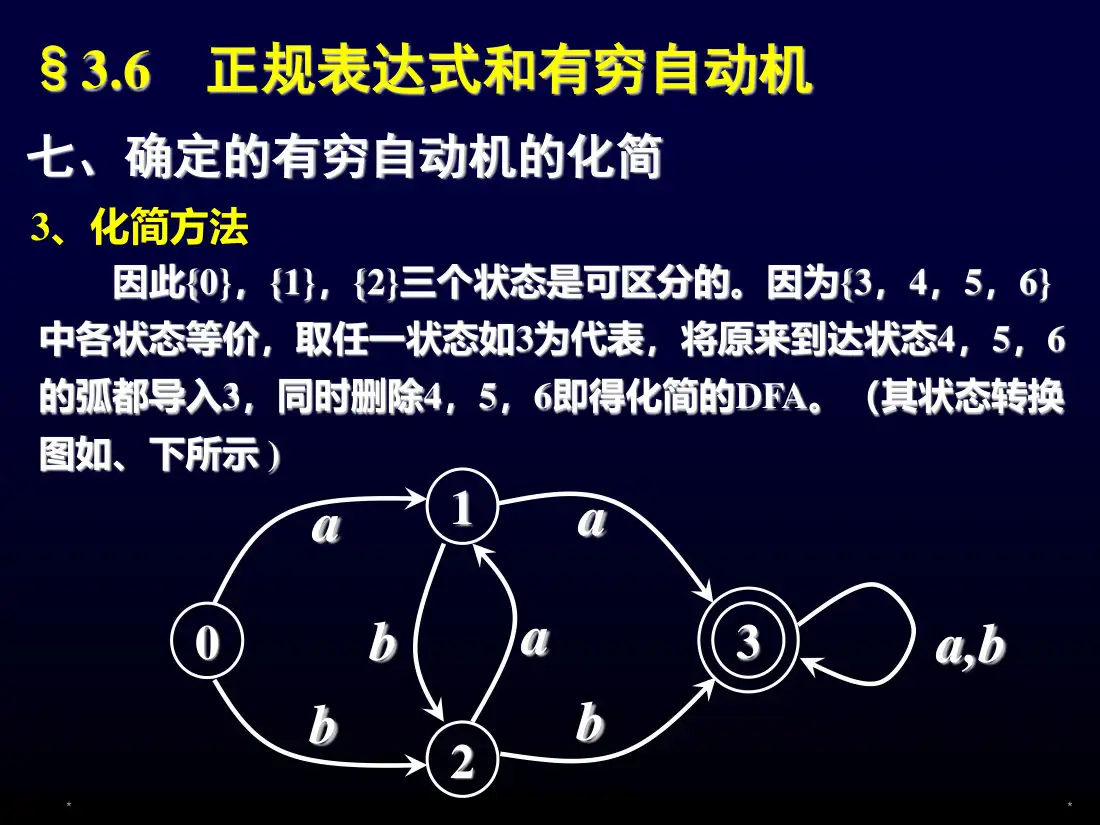 §3.6 正规表达式和有穷自动机
七、确定的有穷自动机的化简
3、化简方法
因此{0}，{1}，{2}三个状态是可区分的。因为{3，4，5，6}
中各状态等价，取任一状态如3为代表，将原来到达状态4，5，6
的弧都导入3，同时删除4，5，6即得化简的DFA。（其状态转换
图如、下所示 )
1
a
a
0
b
a
3
a,b
b
b
2
*
*